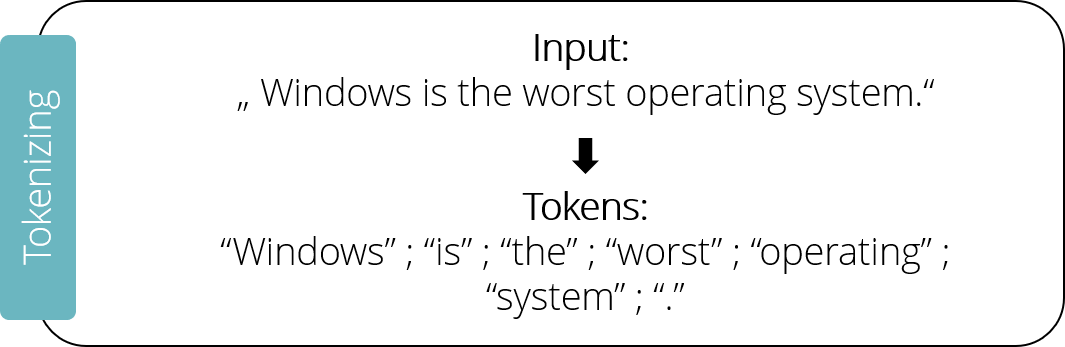 Tokenizing
Input:
„ Windows is the worst operating system.“
Tokens:
“Windows” ; “is” ; “the” ; “worst” ; “operating” ;
“system” ; “.”